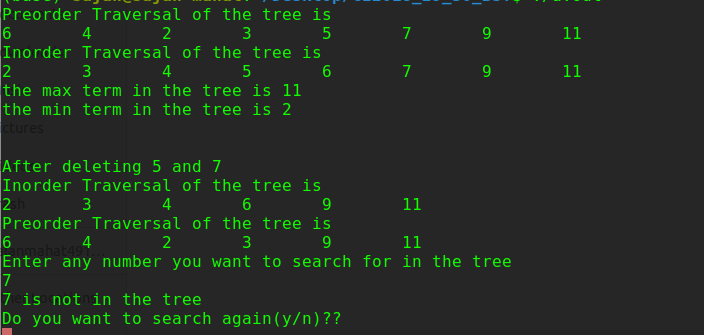 Preorder Traversal of the tree is
6 4 2 3 5 7 9 11
Inorder Traversal of the tree is
2 3 4 5 6 7 9 11
the max term in the tree is 11
the min term in the tree is 2
ctures
After deleting 5 and 7
Inorder Traversal of the tree is
2 3 4 6 9 11
Preorder Traversal of the tree is
6 4 2 3 9 11
Enter any number you want to search for in the tree
7
7 is not in the tree
Do you want to search again(y/n)??